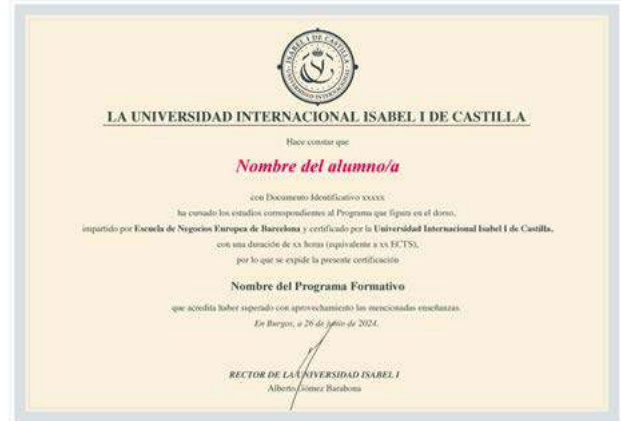 ISABEL I DE CASTILLA
UNIVERSIDAD INTERNACIONAL
LA UNIVERSIDAD INTERNACIONAL ISABEL I DE CASTILLA
Hace constar que
Nombre del alumno/a
con Documento Identificativo xxxxx
ha cursado los estudios correspondientes al Programa que figura en el dorso,
impartido por Escuela de Negocios Europea de Barcelona y certificado por la Universidad Internacional Isabel I de Castilla,
con una duración de xx horas (equivalente a xx ECTS),
por lo que se expide la presente certificación
Nombre del Programa Formativo
que acredita haber superado con aprovechamiento las mencionadas enseñanzas.
En Burgos, a 26 de junio de 2024.
RECTOR DE LA UNIVERSIDAD ISABEL I
Alberto Gómez Barahona